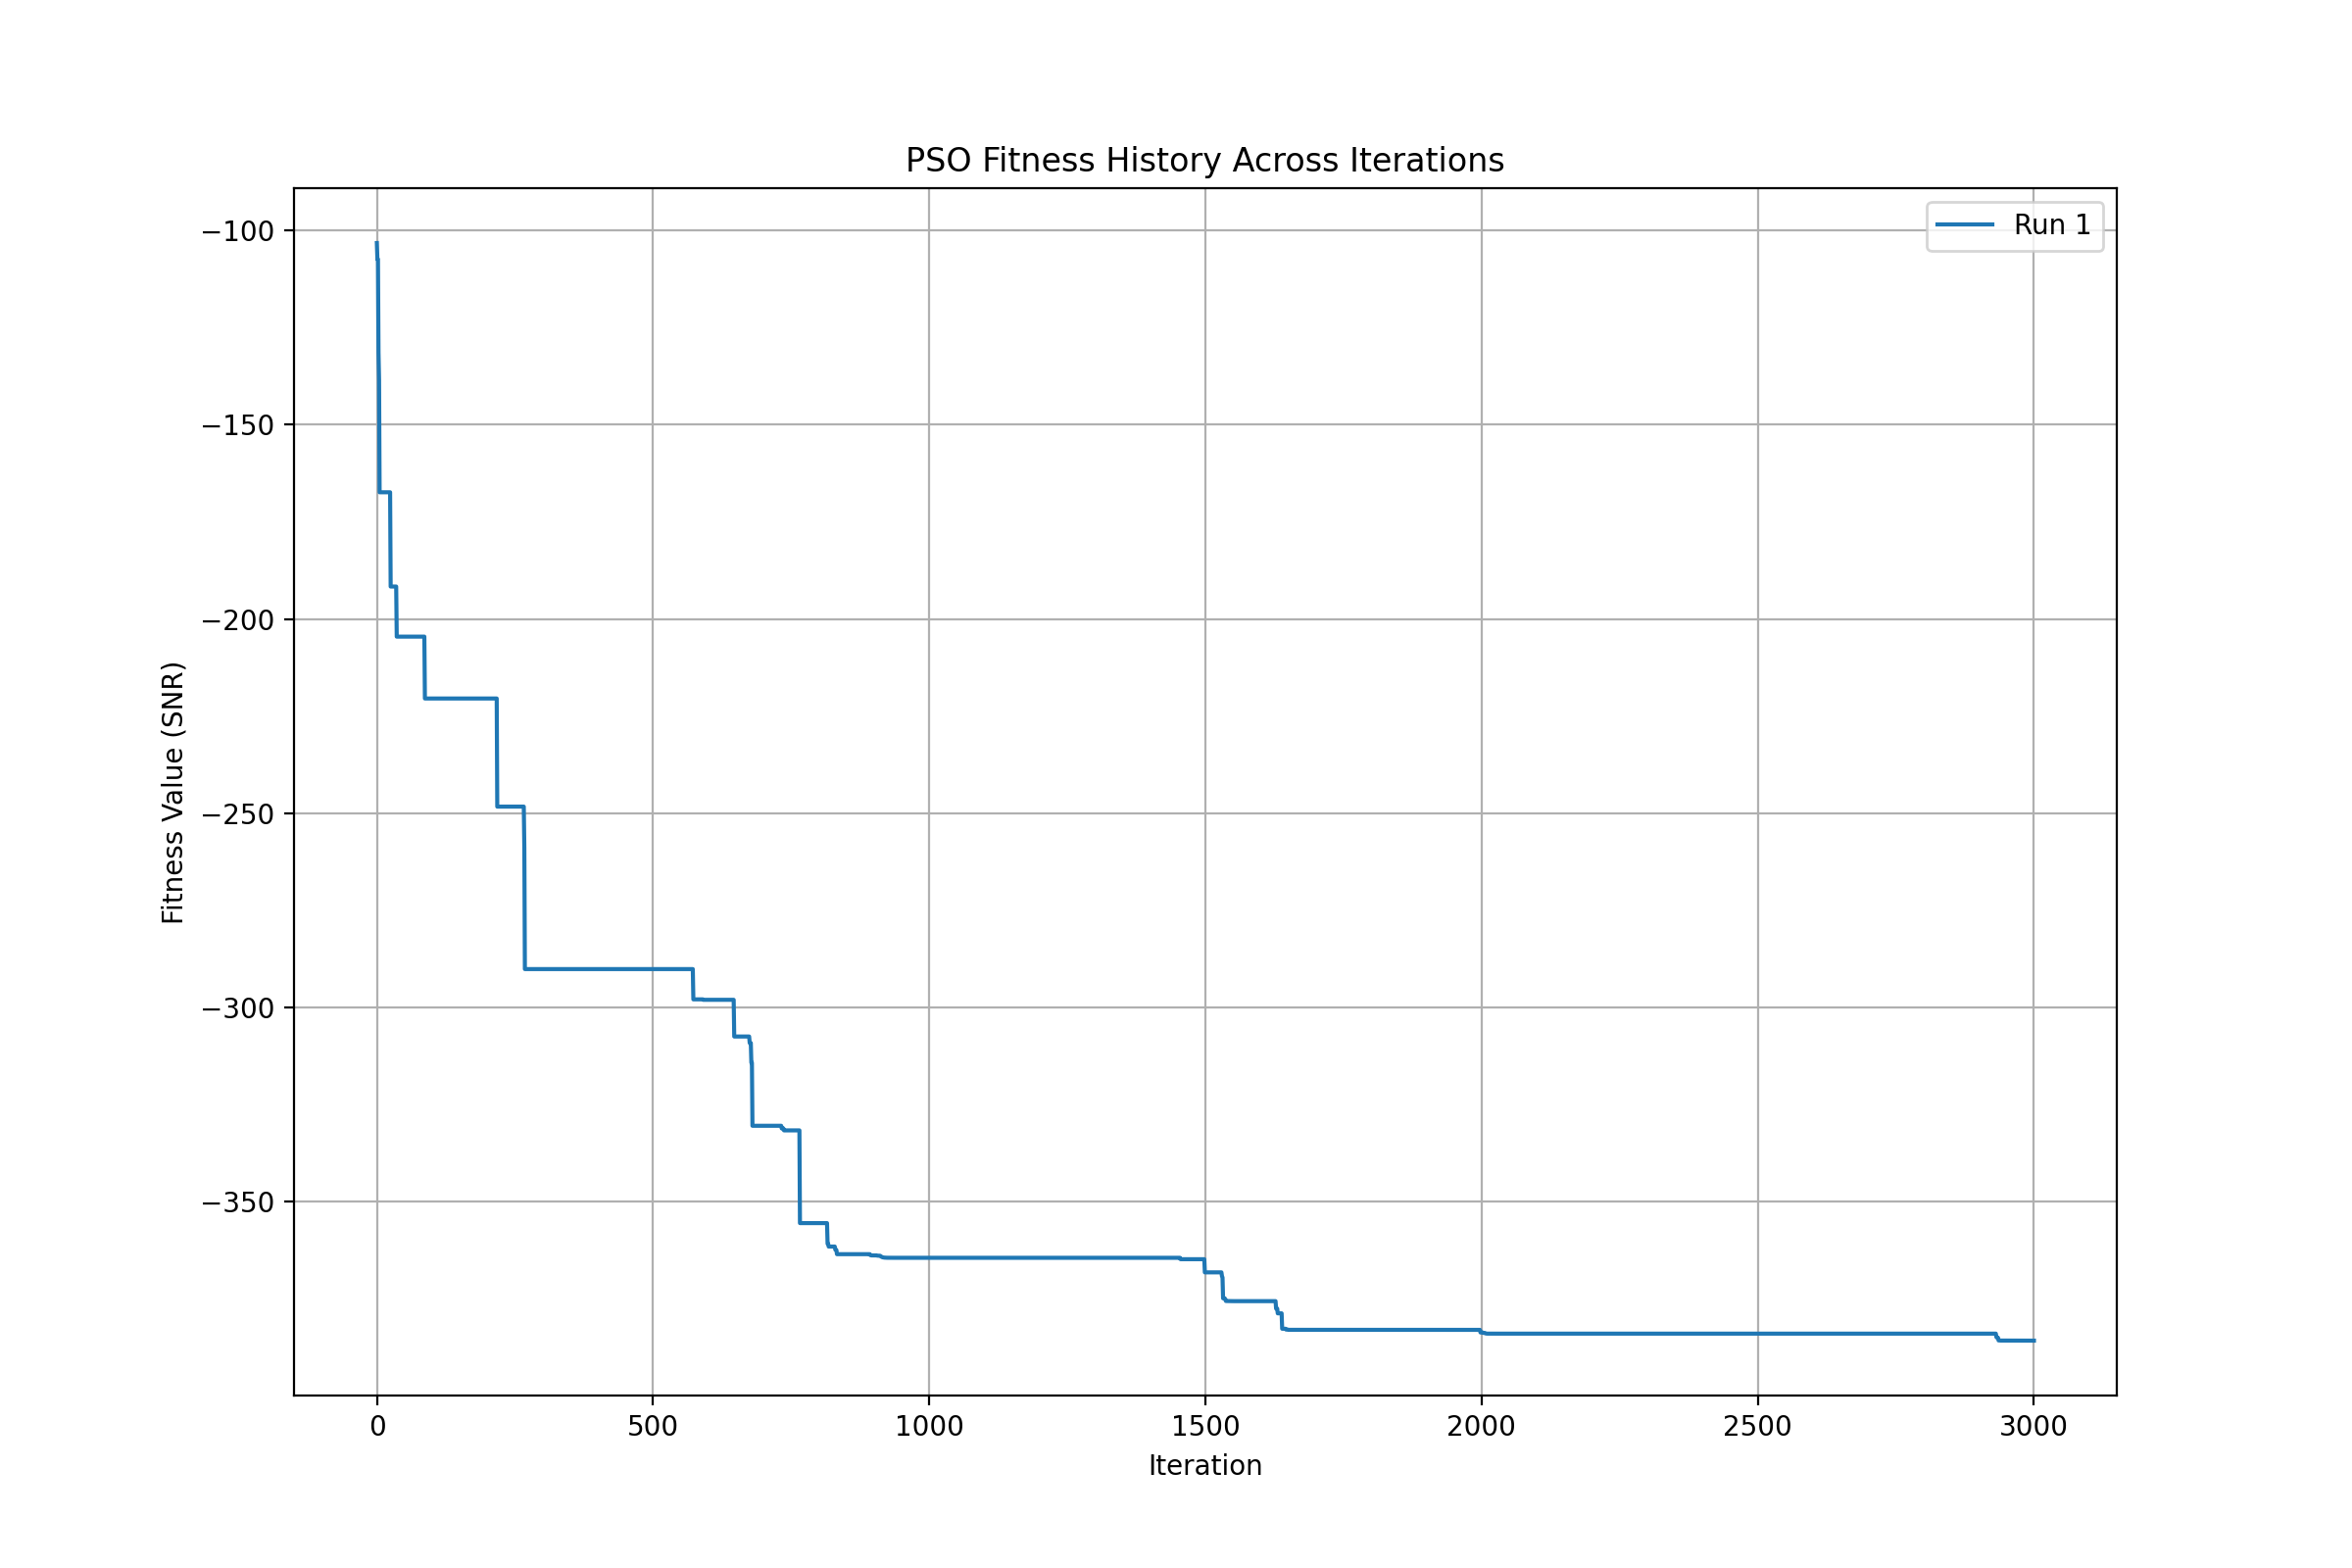 PSO Fitness History Across Iterations
Run 1
Fitness Value (SNR)
−100
−150
−200
−250
−300
−350
0 500 1000 1500 2000 2500 3000
Iteration